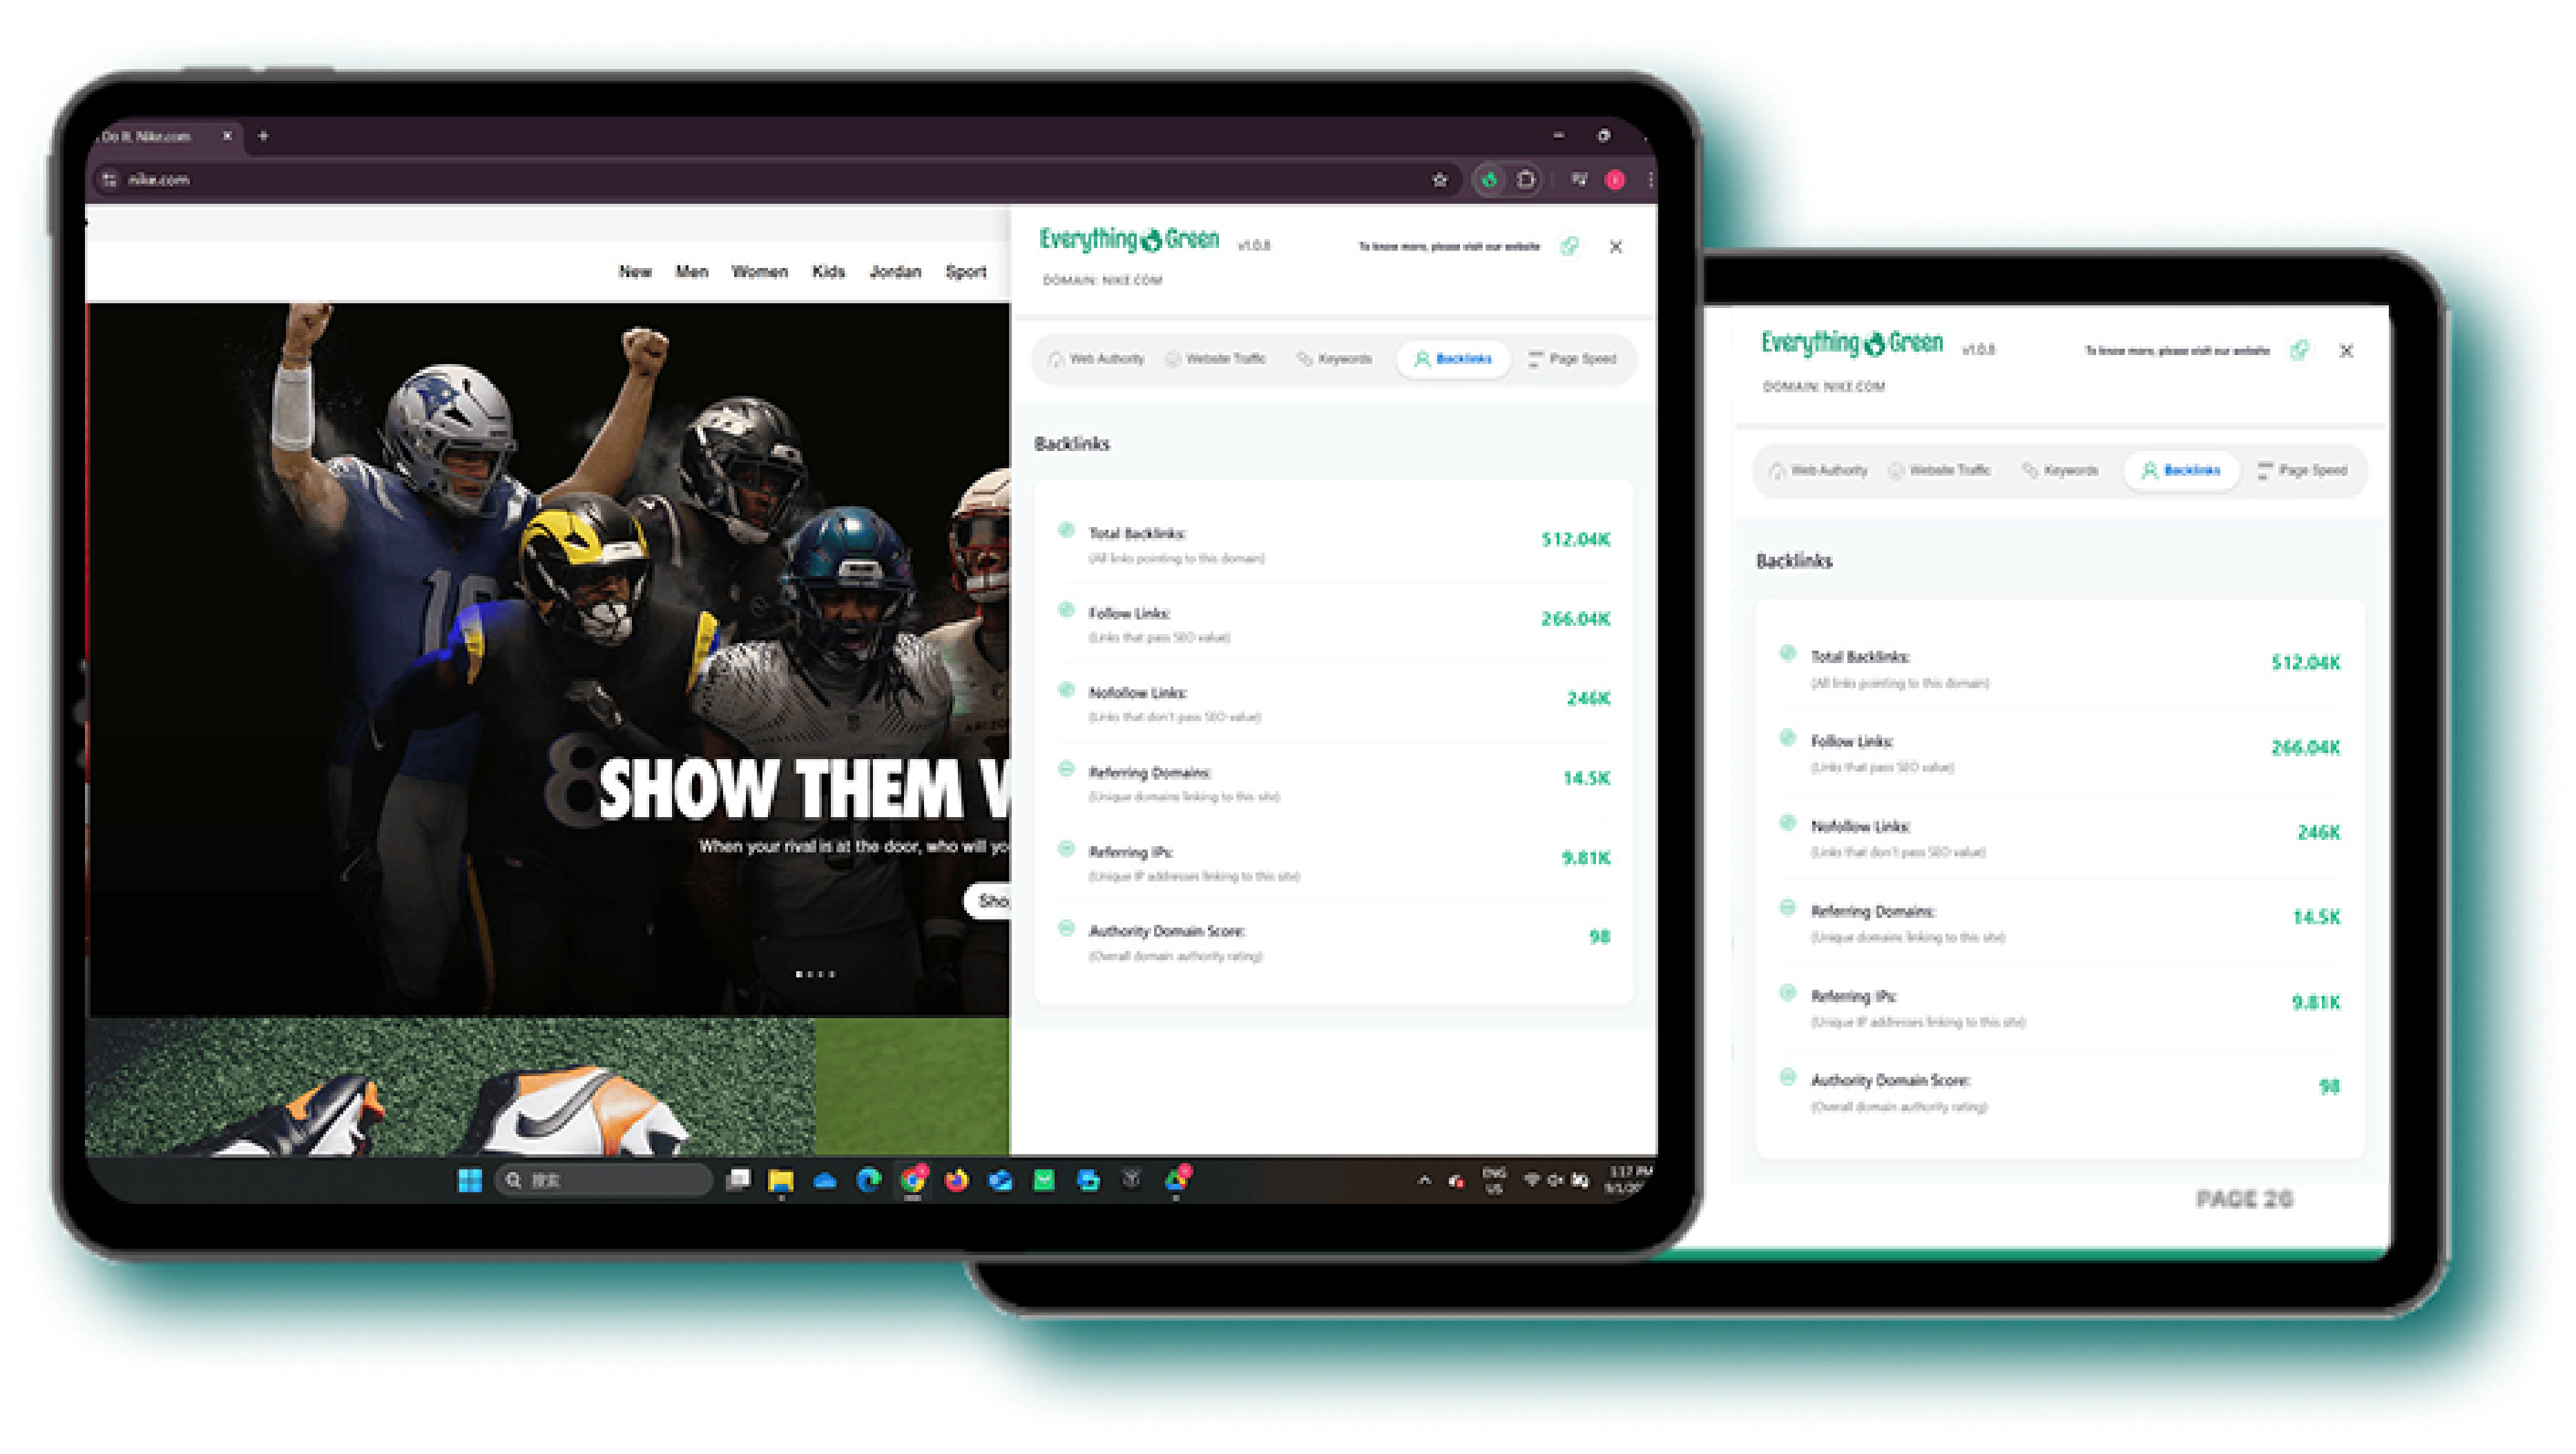 Do It. Nike.com
nike.com
New Men Women Kids Jordan Sport
SHOW THEM
When your rival is at the door, who will yo
Sho
Everything Green v1.0.8 To know more, please visit our website
DOMAIN: NIKE.COM
Web Authority Website Traffic Keywords Backlinks Page Speed
Backlinks
Total Backlinks: 512.04K
(All links pointing to this domain)
Follow Links: 266.04K
(Links that pass SEO value)
Nofollow Links: 246K
(Links that don't pass SEO value)
Referring Domains: 14.5K
(Unique domains linking to this site)
Referring IPs: 9.81K
(Unique IP addresses linking to this site)
Authority Domain Score: 98
(Overall domain authority rating)
搜索
ENG
US
1:17 PM
9/1/20
Everything Green v1.0.8 To know more, please visit our website
DOMAIN: NIKE.COM
Web Authority Website Traffic Keywords Backlinks Page Speed
Backlinks
Total Backlinks: 512.04K
(All links pointing to this domain)
Follow Links: 266.04K
(Links that pass SEO value)
Nofollow Links: 246K
(Links that don't pass SEO value)
Referring Domains: 14.5K
(Unique domains linking to this site)
Referring IPs: 9.81K
(Unique IP addresses linking to this site)
Authority Domain Score: 98
(Overall domain authority rating)
PAGE 26